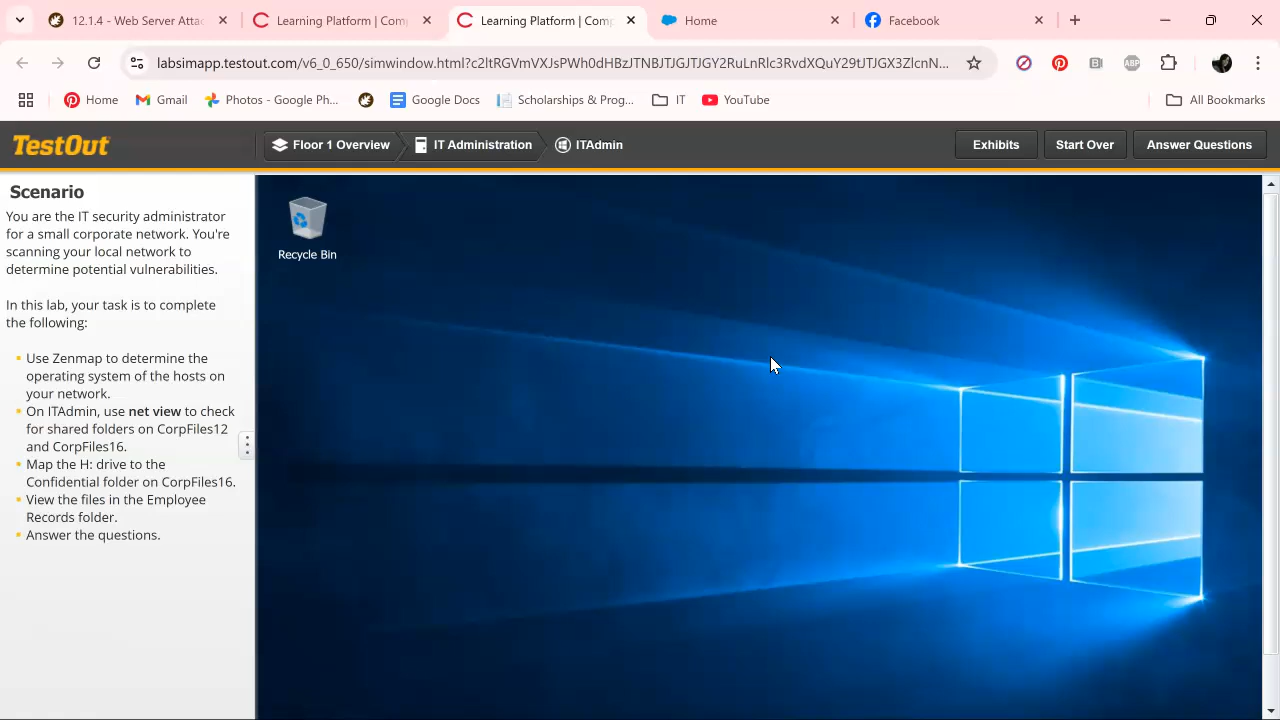 12.1.4 - Web Server Atta
Learning Platform | Comp
Learning Platform | Comp
Home
Facebook
labsimapp.testout.com/v6_0_650/simwindow.html?c2ltRGVmVXJsPWh0dHBzJTNBJTJGJTJGY2RuLnRlc3RvdXQuY29tJTJGX3ZlcnN...
Home
Gmail
Photos - Google Ph...
Google Docs
Scholarships & Prog...
IT
YouTube
All Bookmarks
TestOut
Floor 1 Overview
IT Administration
ITAdmin
Exhibits
Start Over
Answer Questions
Scenario
You are the IT security administrator
for a small corporate network. You're
scanning your local network to
determine potential vulnerabilities.
In this lab, your task is to complete
the following:
Use Zenmap to determine the
operating system of the hosts on
your network.
On ITAdmin, use net view to check
for shared folders on CorpFiles12
and CorpFiles16.
Map the H: drive to the
Confidential folder on CorpFiles16.
View the files in the Employee
Records folder.
Answer the questions.
Recycle Bin
ABP